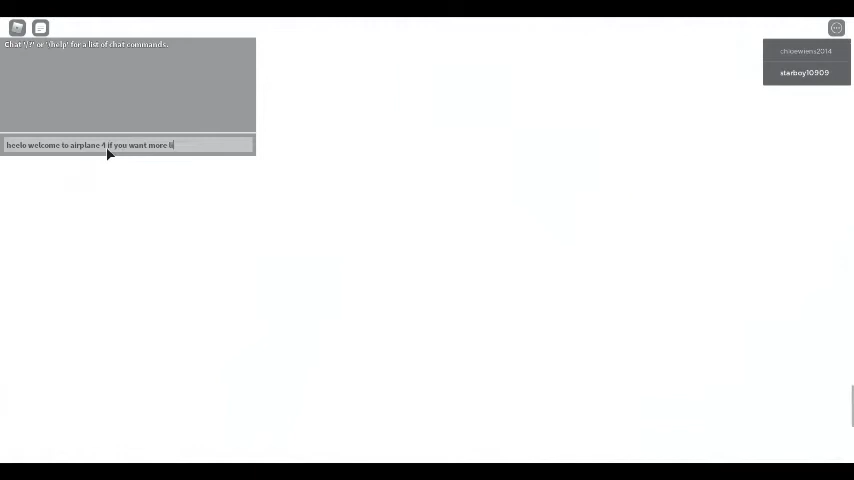 Chat '/?' or '/help' for a list of chat commands.
heelo welcome to airplane 4 if you want more li
chloewiens2014
starboy10909